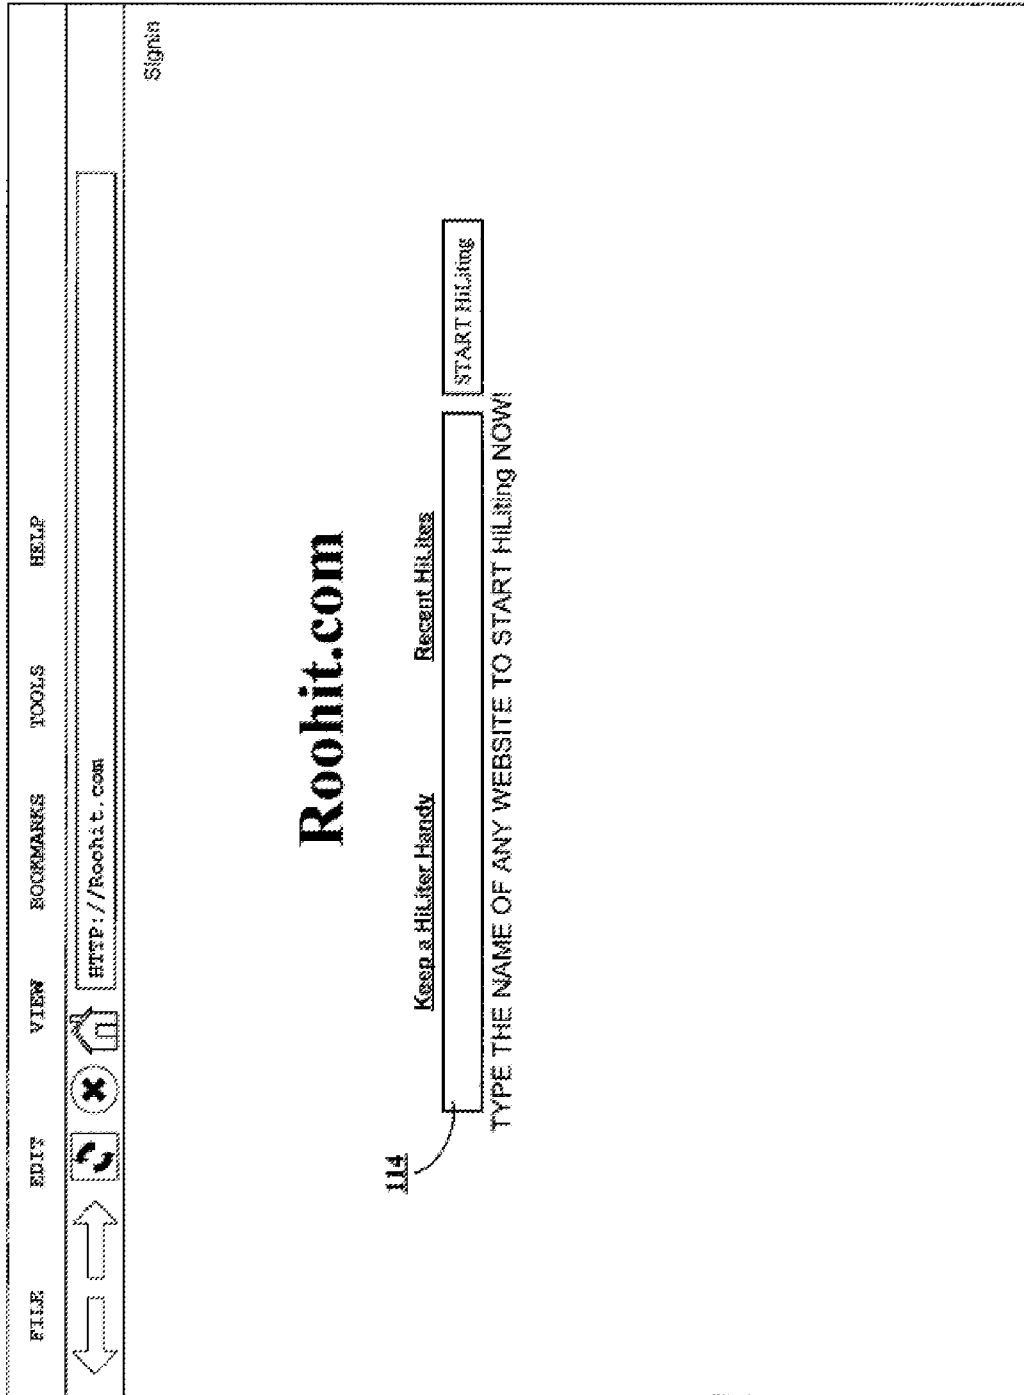 FILE EDIT VIEW BOOKMARKS TOOLS HELP
HTTP://Roohit.com
Signin
Roohit.com
Keep a HiLiter Handy Recent HiLites
114
START HiLiting
TYPE THE NAME OF ANY WEBSITE TO START HiLiting NOW!